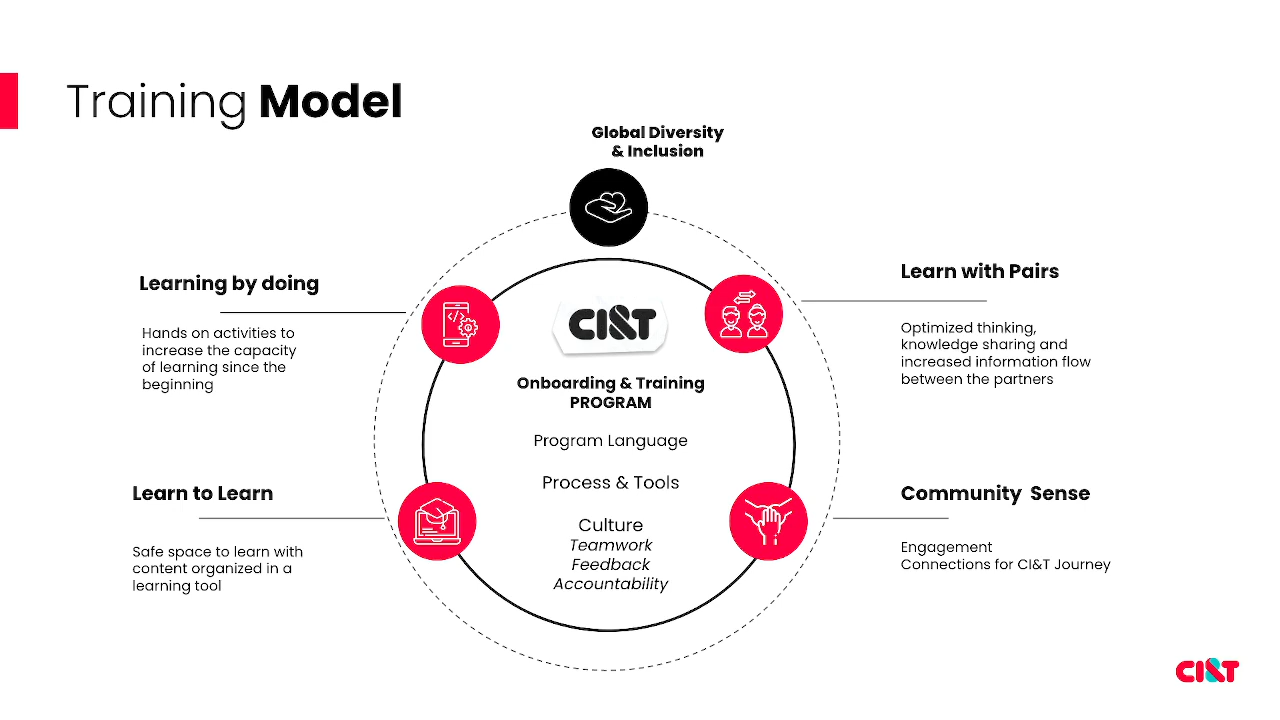 Training Model
Global Diversity
& Inclusion
Learning by doing
Hands on activities to
increase the capacity
of learning since the
beginning
Learn with Pairs
Optimized thinking,
knowledge sharing and
increased information flow
between the partners
CI&T
Onboarding & Training
PROGRAM
Program Language
Process & Tools
Culture
Teamwork
Feedback
Accountability
Learn to Learn
Safe space to learn with
content organized in a
learning tool
Community Sense
Engagement
Connections for CI&T Journey
CI&T